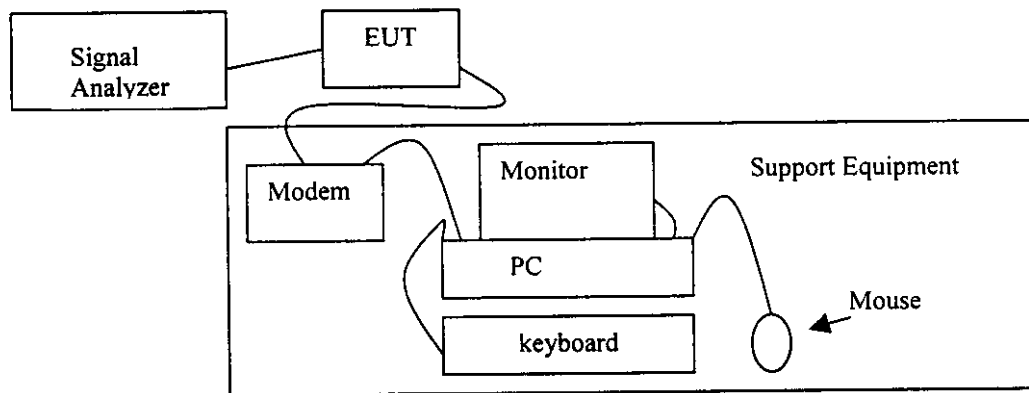 Signal
Analyzer
EUT
Modem
Monitor
Support Equipment
PC
Mouse
keyboard